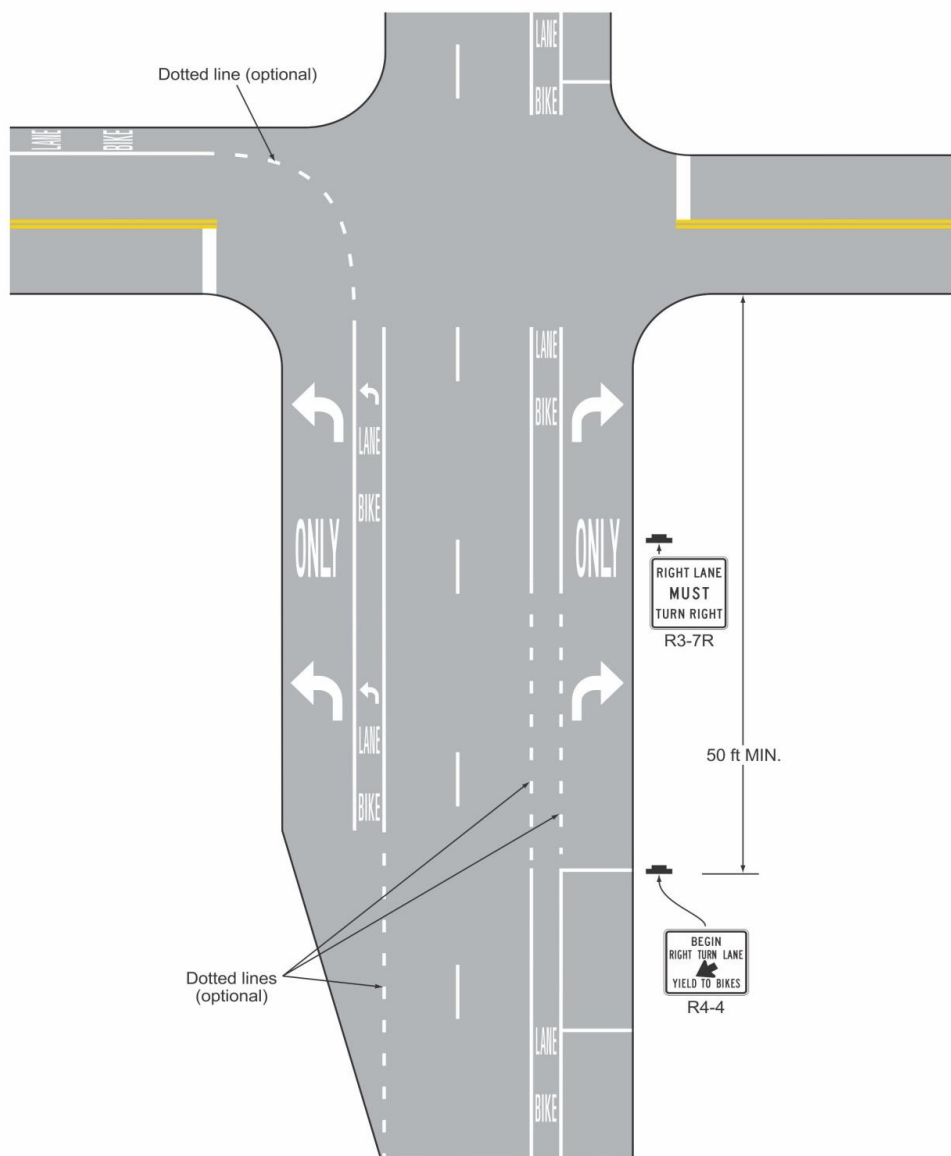 LANE
BIKE
Dotted line (optional)
LANE
BIKE
LANE
BIKE
LANE
BIKE
ONLY
ONLY
RIGHT LANE
MUST
TURN RIGHT
R3-7R
LANE
BIKE
50 ft MIN.
Dotted lines
(optional)
BEGIN
RIGHT TURN LANE
YIELD TO BIKES
R4-4
LANE
BIKE